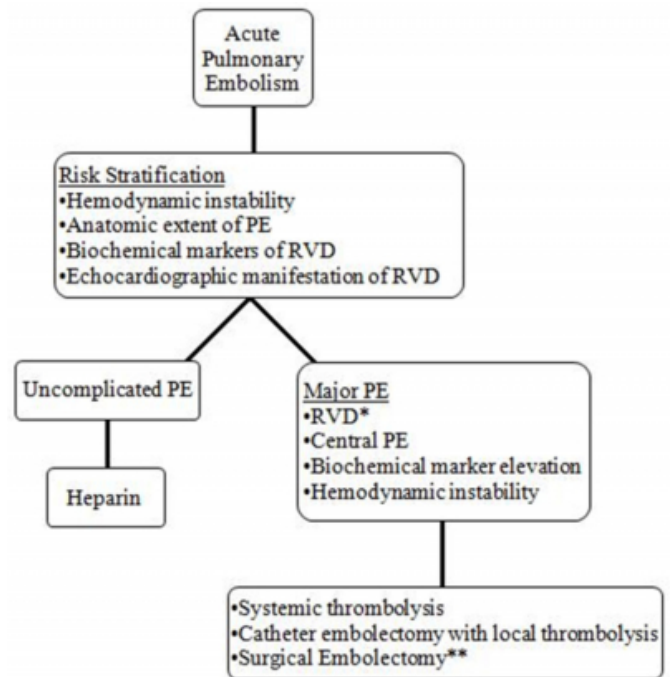 Acute
Pulmonary
Embolism
Risk Stratification
•Hemodynamic instability
•Anatomic extent of PE
•Biochemical markers of RVD
•Echocardiographic manifestation of RVD
Uncomplicated PE
Heparin
Major PE
•RVD*
•Central PE
•Biochemical marker elevation
•Hemodynamic instability
•Systemic thrombolysis
•Catheter embolectomy with local thrombolysis
•Surgical Embolectomy**